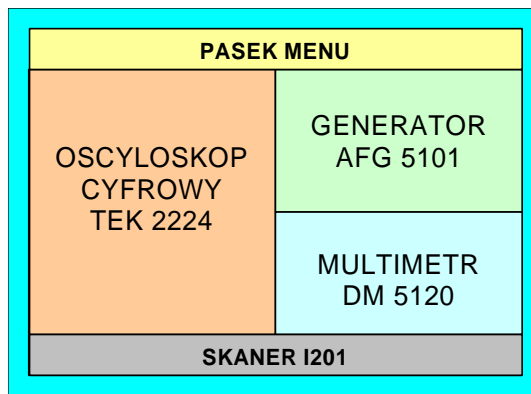 PASEK MENU
OSCYLOSKOP
CYFROWY
TEK 2224
GENERATOR
AFG 5101
MULTIMETR
DM 5120
SKANER I201